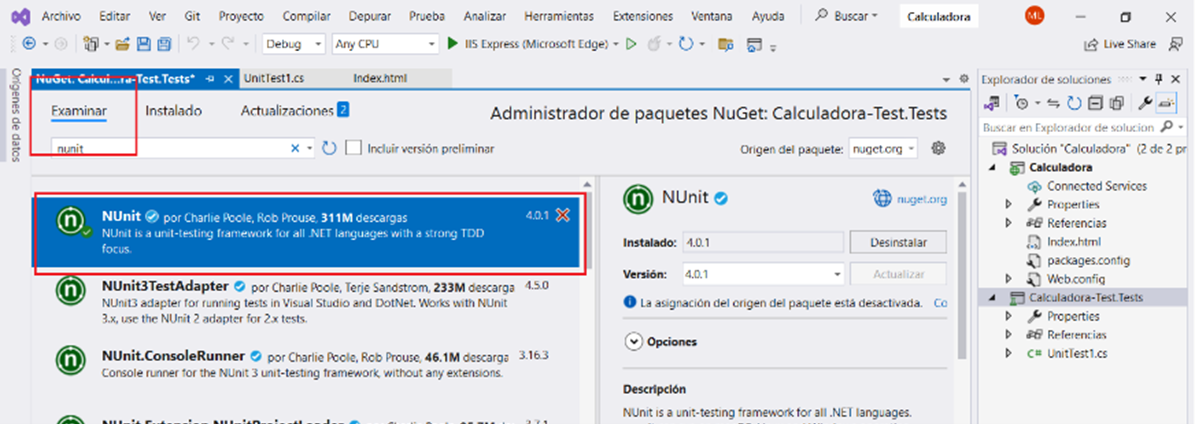 Archivo Editar Ver Git Proyecto Compilar Depurar Prueba Analizar Herramientas Extensiones Ventana Ayuda Buscar Calculadora ML
Debug Any CPU IIS Express (Microsoft Edge) Live Share
Orígenes de datos
NuGet: Calcul...ra-Test.Tests* UnitTest1.cs Index.html
Examinar Instalado Actualizaciones 2
Administrador de paquetes NuGet: Calculadora-Test.Tests
nunit Incluir versión preliminar Origen del paquete: nuget.org
NUnit por Charlie Poole, Rob Prouse, 311M descargas 4.0.1
NUnit is a unit-testing framework for all .NET languages with a strong TDD
focus.
NUnit3TestAdapter por Charlie Poole, Terje Sandstrom, 233M descarga 4.5.0
NUnit3 adapter for running tests in Visual Studio and DotNet. Works with NUnit
3.x, use the NUnit 2 adapter for 2.x tests.
NUnit.ConsoleRunner por Charlie Poole, Rob Prouse, 46.1M descarga 3.16.3
Console runner for the NUnit 3 unit-testing framework, without any extensions.
NUnit.Extension.NUnitProjectLoader
NUnit nuget.org
Instalado: 4.0.1 Desinstalar
Versión: 4.0.1 Actualizar
La asignación del origen del paquete está desactivada. Co
Opciones
Descripción
NUnit is a unit-testing framework for all .NET languages.
Explorador de soluciones
Buscar en Explorador de solucion
Solución "Calculadora" (2 de 2 pr
Calculadora
Connected Services
Properties
Referencias
Index.html
packages.config
Web.config
Calculadora-Test.Tests
Properties
Referencias
C# UnitTest1.cs